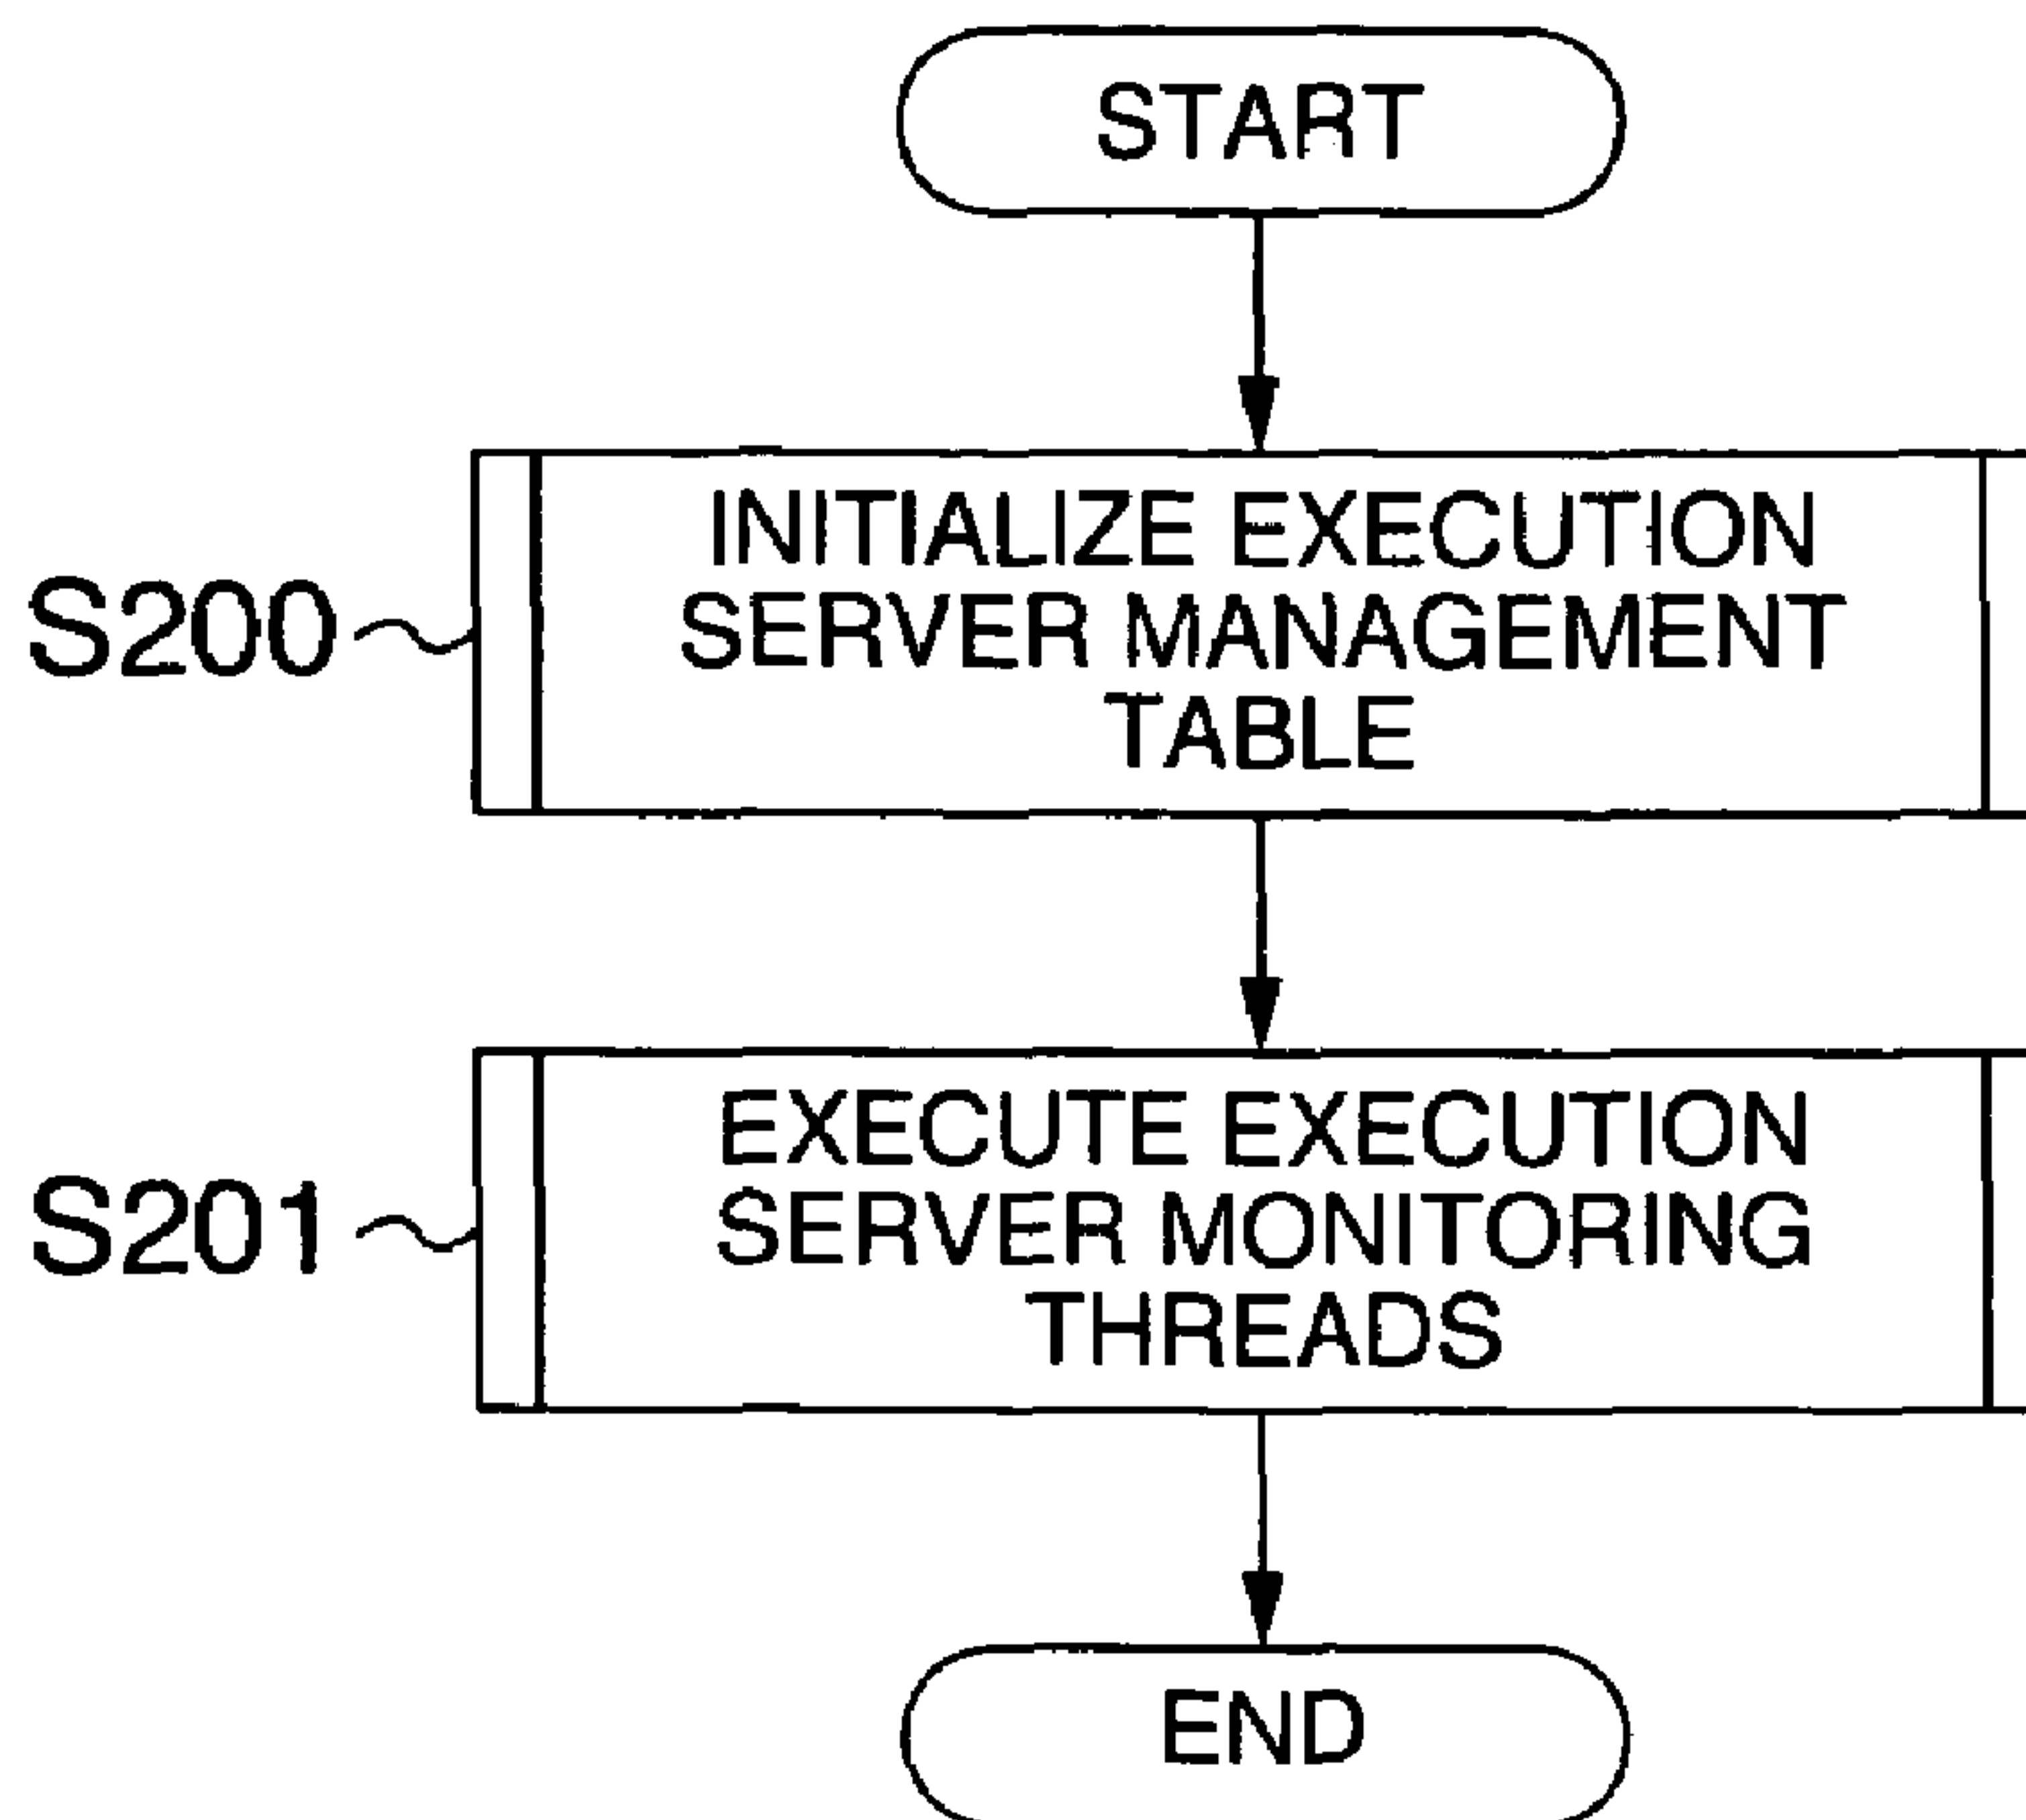 START
INITIALIZE EXECUTION
SERVER MANAGEMENT
TABLE
S200
EXECUTE EXECUTION
SERVER MONITORING
THREADS
S201
END